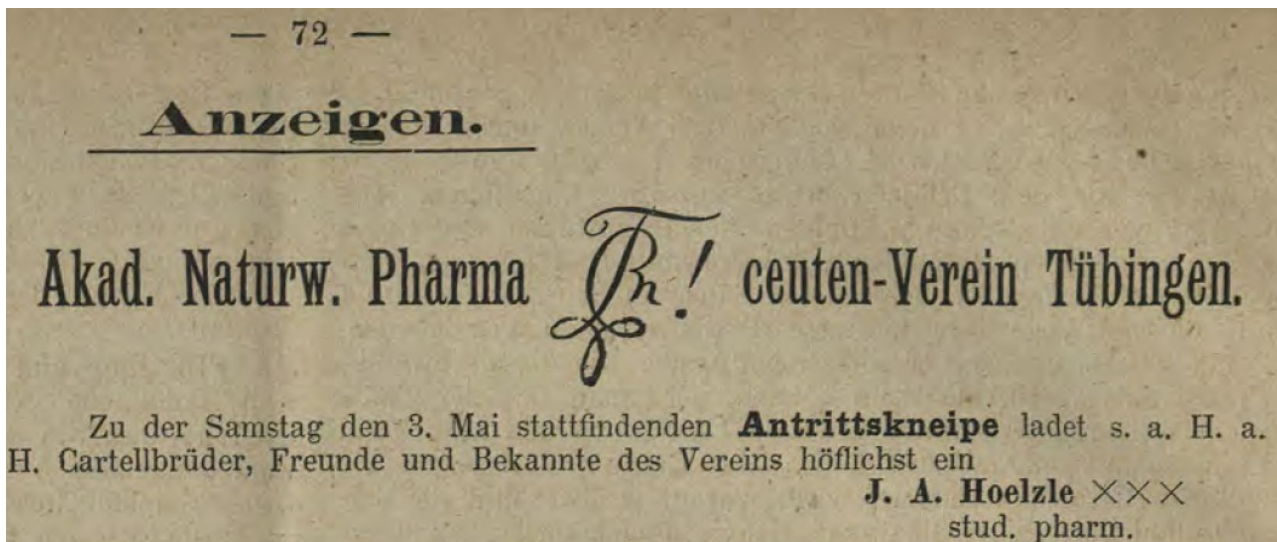 — 72 —
Anzeigen.
Akad. Naturw. Pharma ! ceuten-Verein Tübingen.
Zu der Samstag den 3. Mai stattfindenden Antrittskneipe ladet s. a. H. a.
H. Cartellbrüder, Freunde und Bekannte des Vereins höflichst ein
J. A. Hoelzle ×××
stud. pharm.